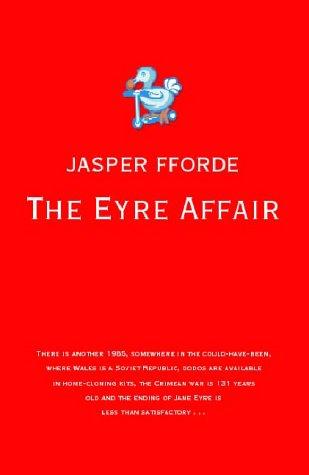 JASPER FFORDE
THE EYRE AFFAIR
THERE IS ANOTHER 1985, SOMEWHERE IN THE COULD-HAVE-BEEN,
WHERE WALES IS A SOVIET REPUBLIC, DODOS ARE AVAILABLE
IN HOME-CLONING KITS, THE CRIMEAN WAR IS 131 YEARS
OLD AND THE ENDING OF JANE EYRE IS
LESS THAN SATISFACTORY . . .